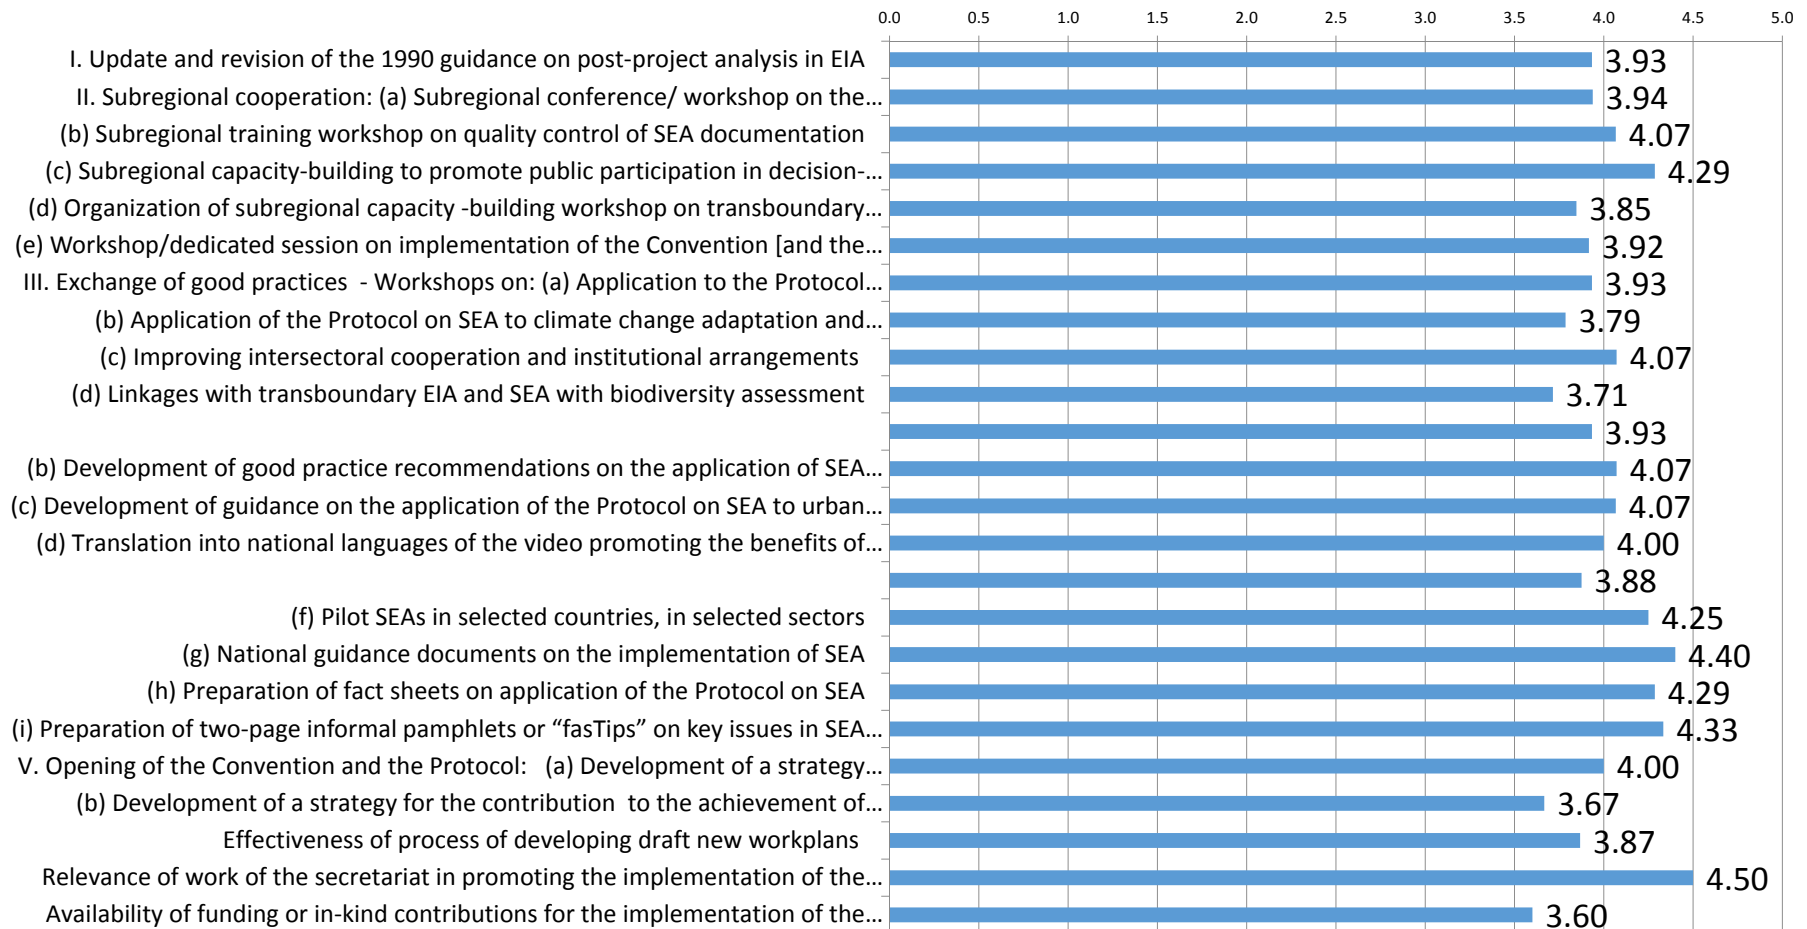 0.0 0.5 1.0 1.5 2.0 2.5 3.0 3.5 4.0 4.5 5.0
I. Update and revision of the 1990 guidance on post-project analysis in EIA 3.93
II. Subregional cooperation: (a) Subregional conference/ workshop on the... 3.94
(b) Subregional training workshop on quality control of SEA documentation 4.07
(c) Subregional capacity-building to promote public participation in decision-... 4.29
(d) Organization of subregional capacity -building workshop on transboundary... 3.85
(e) Workshop/dedicated session on implementation of the Convention [and the... 3.92
III. Exchange of good practices - Workshops on: (a) Application to the Protocol... 3.93
(b) Application of the Protocol on SEA to climate change adaptation and... 3.79
(c) Improving intersectoral cooperation and institutional arrangements 4.07
(d) Linkages with transboundary EIA and SEA with biodiversity assessment 3.71
3.93
(b) Development of good practice recommendations on the application of SEA... 4.07
(c) Development of guidance on the application of the Protocol on SEA to urban... 4.07
(d) Translation into national languages of the video promoting the benefits of... 4.00
3.88
(f) Pilot SEAs in selected countries, in selected sectors 4.25
(g) National guidance documents on the implementation of SEA 4.40
(h) Preparation of fact sheets on application of the Protocol on SEA 4.29
(i) Preparation of two-page informal pamphlets or “fasTips” on key issues in SEA... 4.33
V. Opening of the Convention and the Protocol: (a) Development of a strategy... 4.00
(b) Development of a strategy for the contribution to the achievement of... 3.67
Effectiveness of process of developing draft new workplans 3.87
Relevance of work of the secretariat in promoting the implementation of the... 4.50
Availability of funding or in-kind contributions for the implementation of the... 3.60